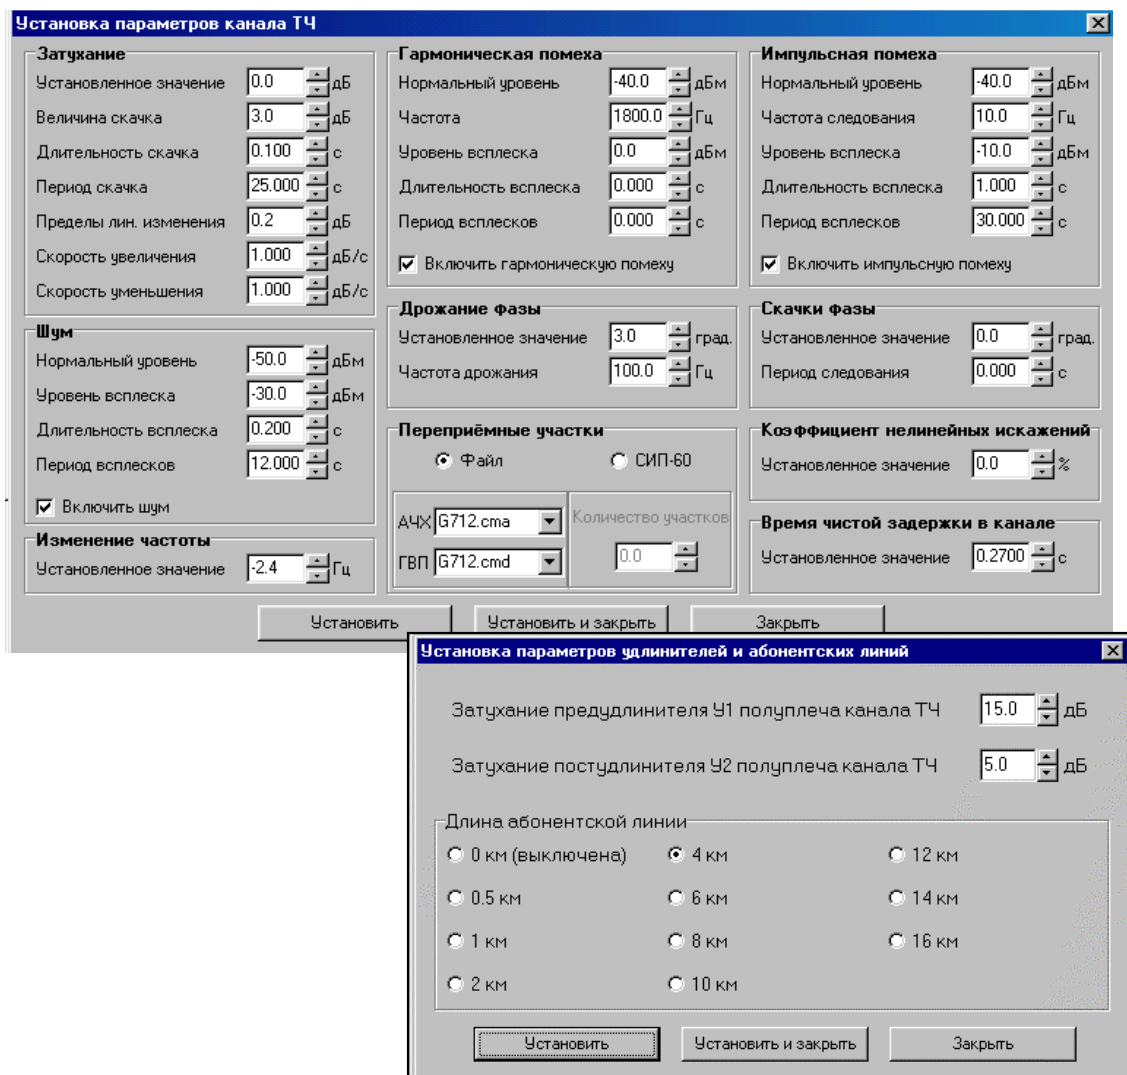 Установка параметров канала ТЧ
Затухание
Установленное значение 0.0 дБ
Величина скачка 3.0 дБ
Длительность скачка 0.100 с
Период скачка 25.000 с
Пределы лин. изменения 0.2 дБ
Скорость увеличения 1.000 дБ/с
Скорость уменьшения 1.000 дБ/с
Шум
Нормальный уровень -50.0 дБм
Уровень всплеска -30.0 дБм
Длительность всплеска 0.200 с
Период всплесков 12.000 с
Включить шум
Изменение частоты
Установленное значение -2.4 Гц
Гармоническая помеха
Нормальный уровень -40.0 дБм
Частота 1800.0 Гц
Уровень всплеска 0.0 дБм
Длительность всплеска 0.000 с
Период всплесков 0.000 с
Включить гармоническую помеху
Дрожание фазы
Установленное значение 3.0 град.
Частота дрожания 100.0 Гц
Переприёмные участки
Файл СИП-60
АЧХ G712.cma
ГВП G712.cmd
Количество участков
0.0
Импульсная помеха
Нормальный уровень -40.0 дБм
Частота следования 10.0 Гц
Уровень всплеска -10.0 дБм
Длительность всплеска 1.000 с
Период всплесков 30.000 с
Включить импульсную помеху
Скачки фазы
Установленное значение 0.0 град.
Период следования 0.000 с
Коэффициент нелинейных искажений
Установленное значение 0.0 %
Время чистой задержки в канале
Установленное значение 0.2700 с
Установить Установить и закрыть Закрыть
Установка параметров удлинителей и абонентских линий
Затухание предудлинителя У1 полуплеча канала ТЧ 15.0 дБ
Затухание постудлинителя У2 полуплеча канала ТЧ 5.0 дБ
Длина абонентской линии
0 км (выключена) 4 км 12 км
0.5 км 6 км 14 км
1 км 8 км 16 км
2 км 10 км
Установить Установить и закрыть Закрыть